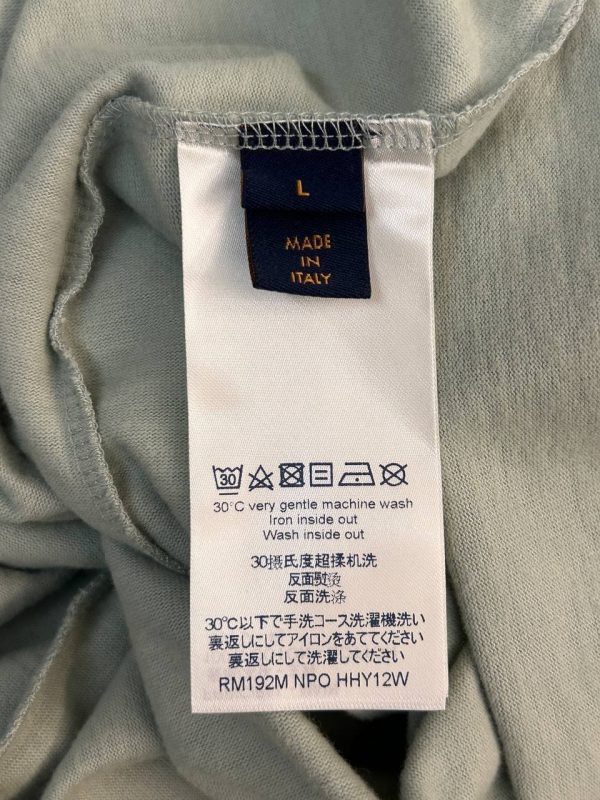 L
MADE
IN
ITALY
30
30°C very gentle machine wash
Iron inside out
Wash inside out
30摄氏度超揉机洗
反面熨烫
反面洗涤
30℃以下で手洗コース洗濯機洗い
裏返しにしてアイロンをあててください
裏返しにして洗濯してください
RM192M NPO HHY12W